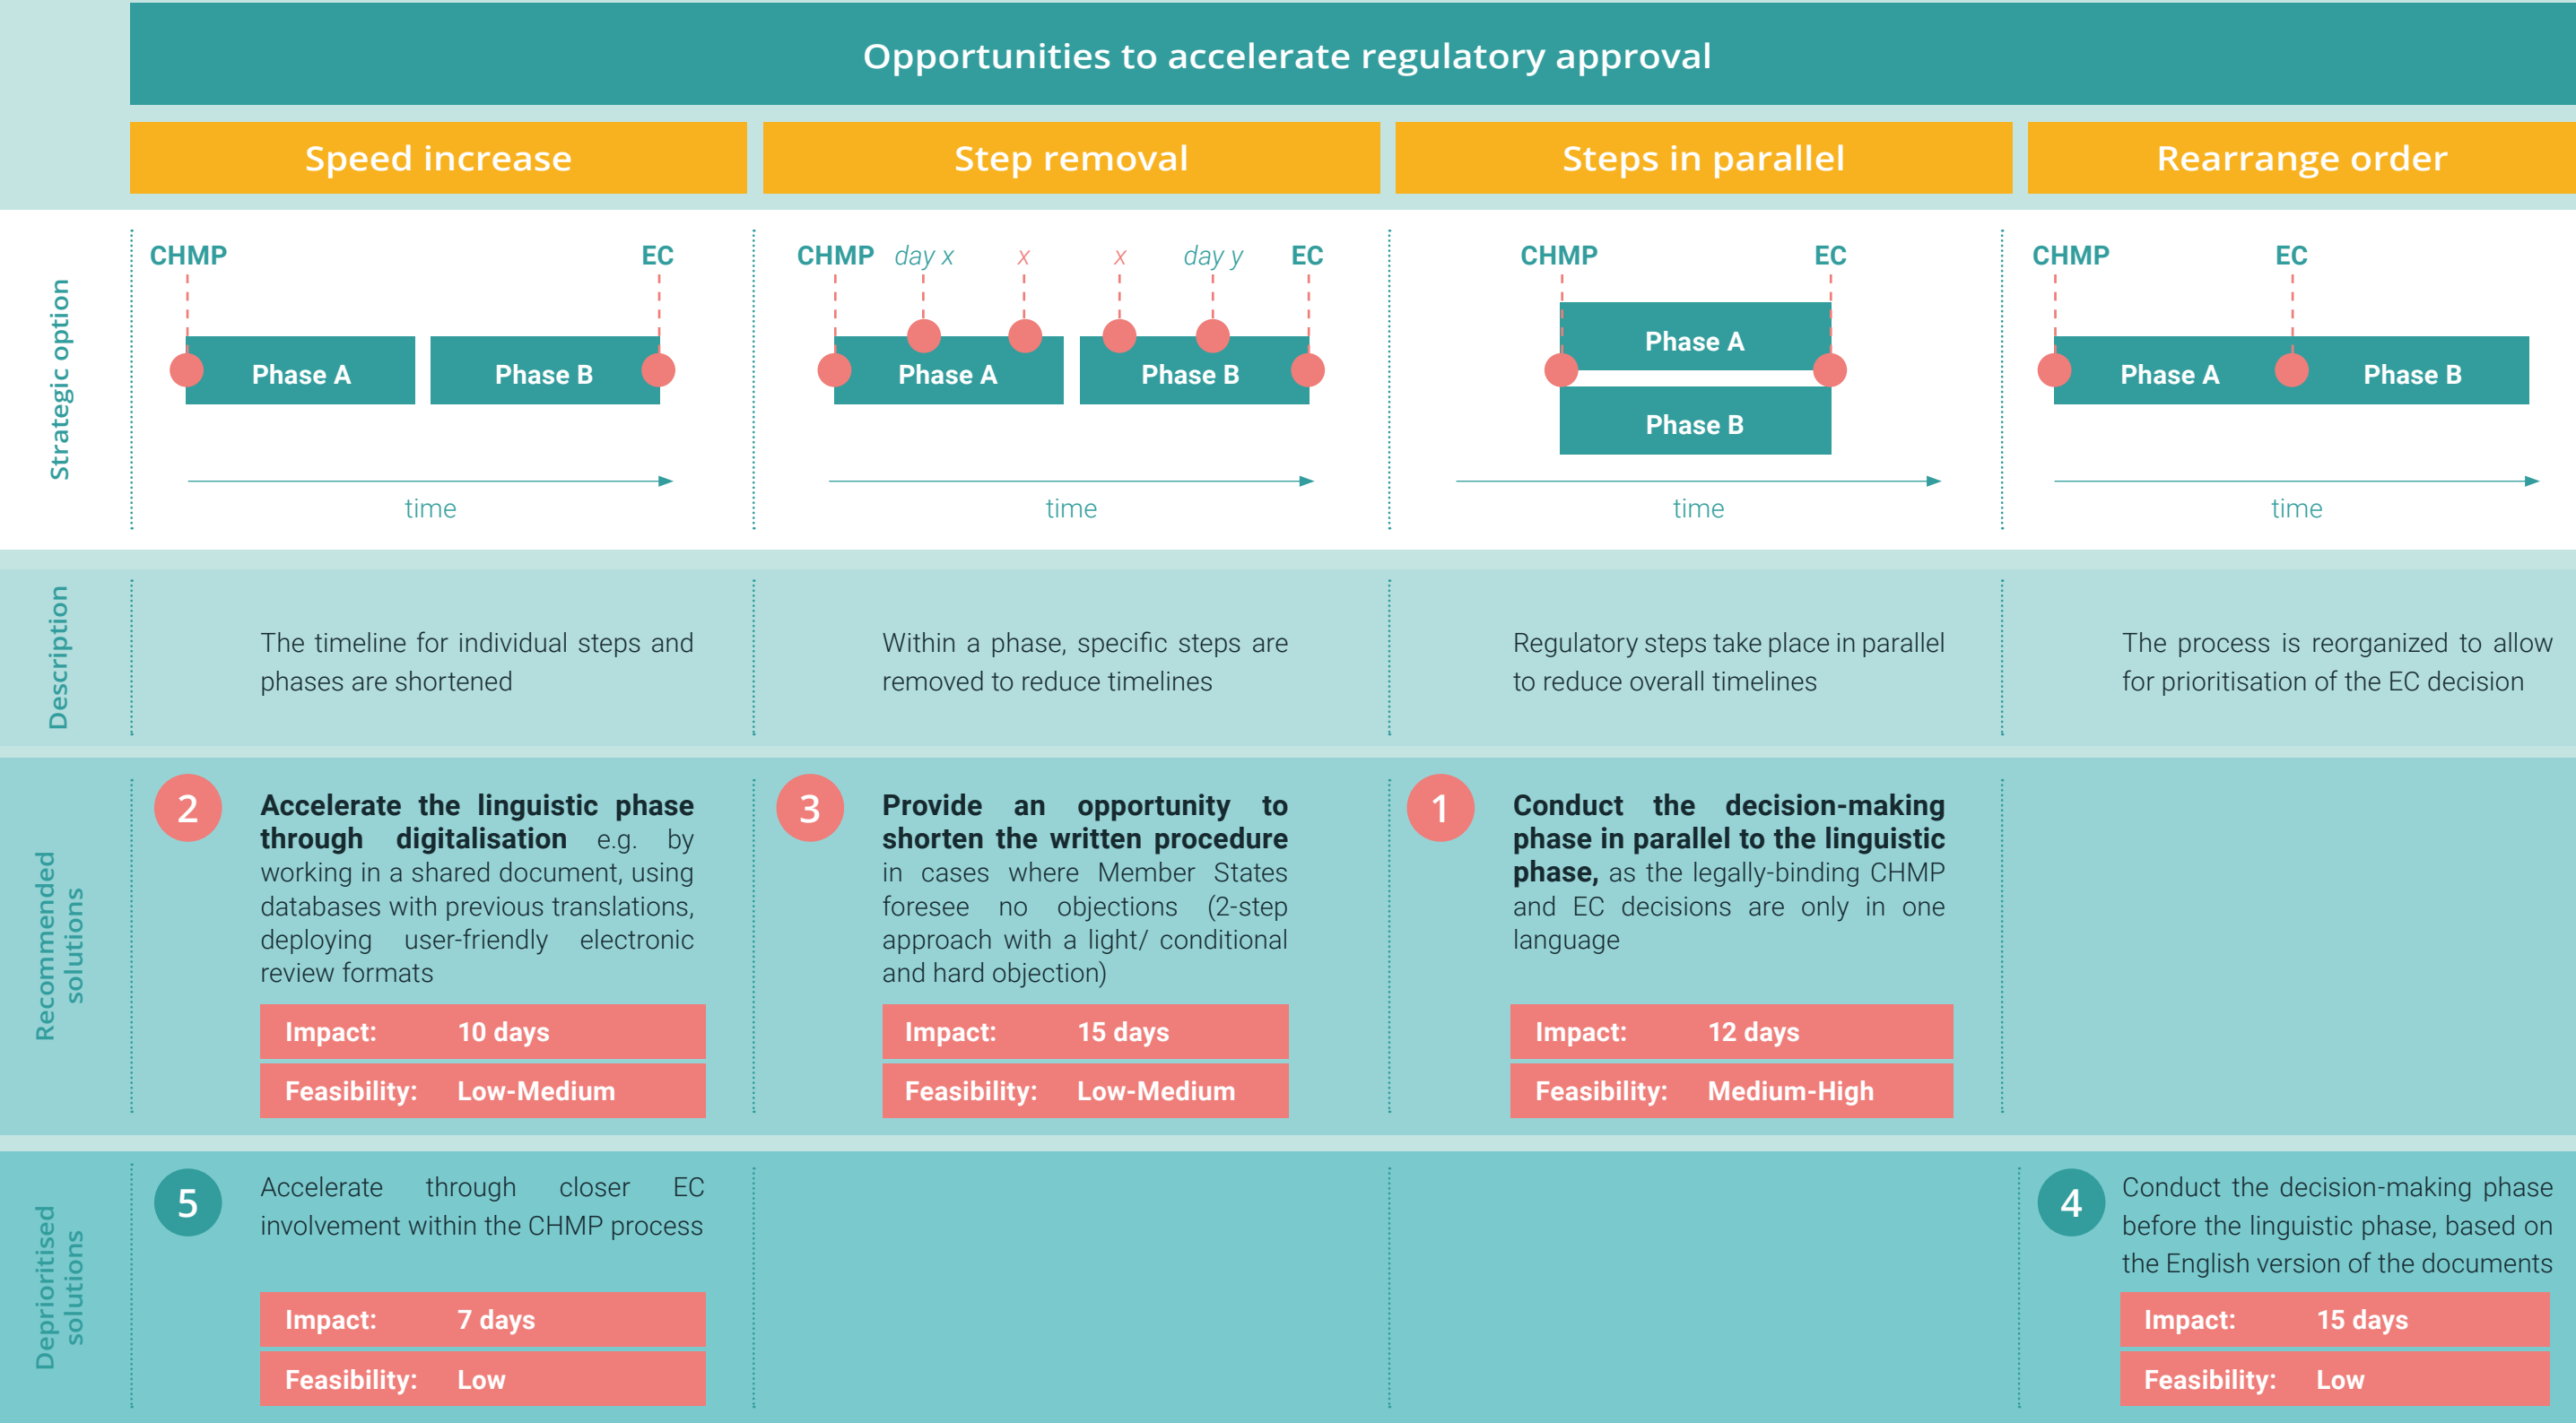 Opportunities to accelerate regulatory approval
Speed increase
Step removal
Steps in parallel
Rearrange order
Strategic option
CHMP
EC
Phase A
Phase B
time
CHMP
day x
x
x
day y
EC
Phase A
Phase B
time
CHMP
EC
Phase A
Phase B
time
CHMP
EC
Phase A
Phase B
time
Description
The timeline for individual steps and
phases are shortened
Within a phase, specific steps are
removed to reduce timelines
Regulatory steps take place in parallel
to reduce overall timelines
The process is reorganized to allow
for prioritisation of the EC decision
Recommended
solutions
2
Accelerate the linguistic phase
through digitalisation e.g. by
working in a shared document, using
databases with previous translations,
deploying user-friendly electronic
review formats
Impact: 10 days
Feasibility: Low-Medium
3
Provide an opportunity to
shorten the written procedure
in cases where Member States
foresee no objections (2-step
approach with a light/ conditional
and hard objection)
Impact: 15 days
Feasibility: Low-Medium
1
Conduct the decision-making
phase in parallel to the linguistic
phase, as the legally-binding CHMP
and EC decisions are only in one
language
Impact: 12 days
Feasibility: Medium-High
Deprioritised
solutions
5
Accelerate through closer EC
involvement within the CHMP process
Impact: 7 days
Feasibility: Low
4
Conduct the decision-making phase
before the linguistic phase, based on
the English version of the documents
Impact: 15 days
Feasibility: Low